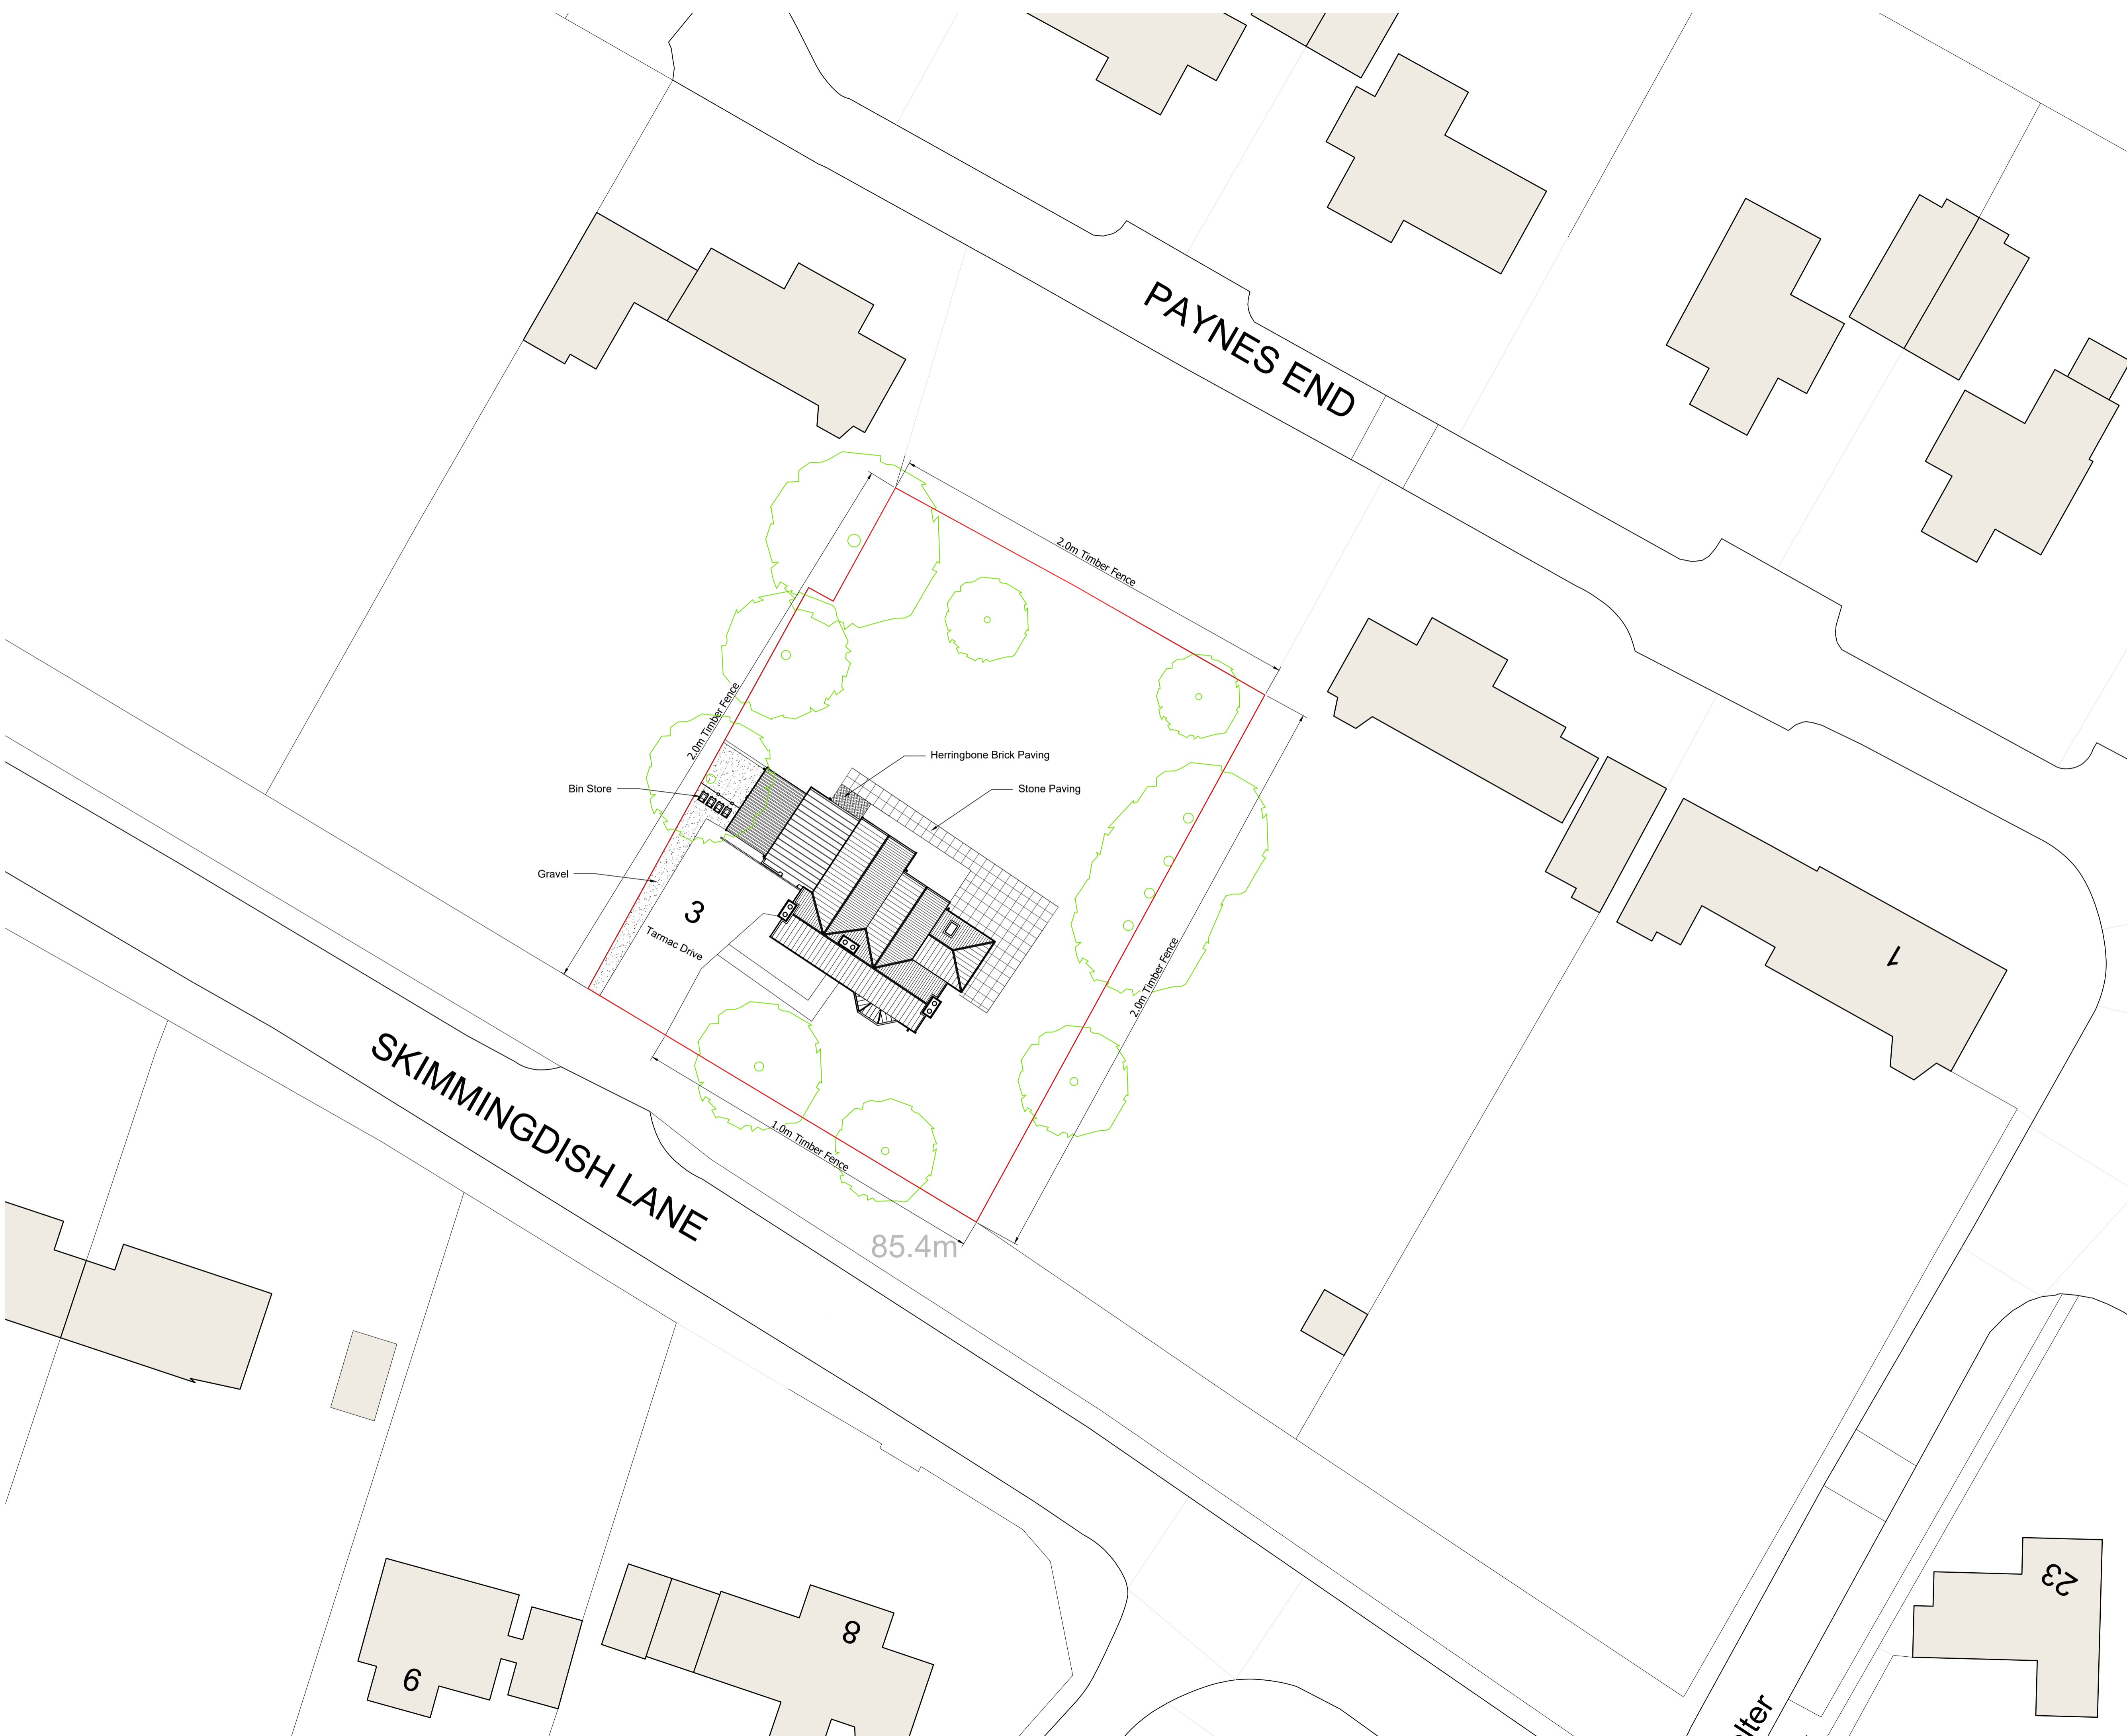 PAYNES END
2.0m Timber Fence
2.0m Timber Fence
Herringbone Brick Paving
Bin Store
Stone Paving
Gravel
3
Tarmac Drive
2.0m Timber Fence
1
SKIMMINGDISH LANE
1.0m Timber Fence
85.4m
23
8
6
lter